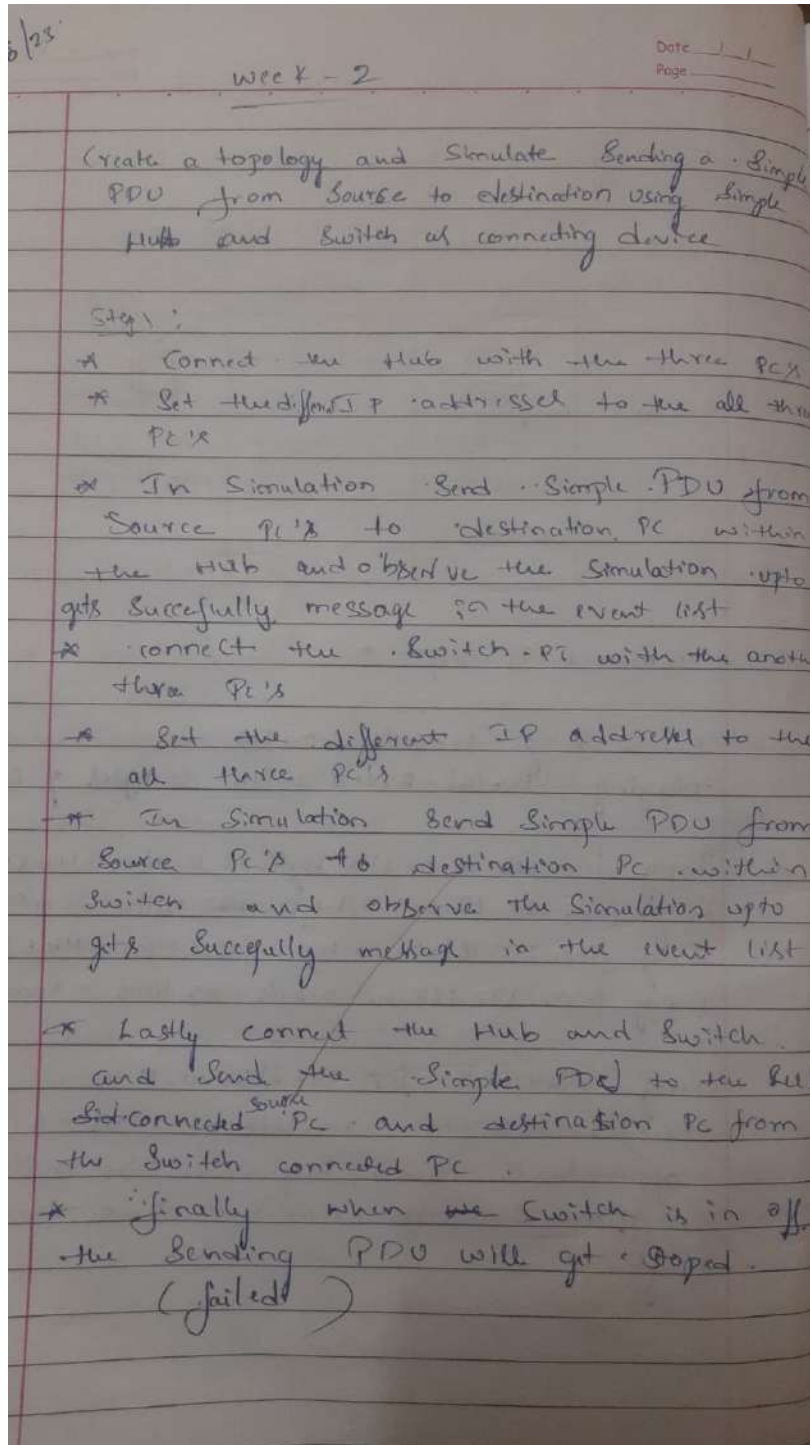 /23
Date
Page
Week - 2
Create a topology and Simulate Sending a Simple
PDU from Source to destination using Simple
Hub and Switch as connecting device
Step 1 :
* Connect the Hub with the three PC's
* Set the different IP addresses to the all thre
PC's
* In Simulation Send Simple PDU from
Source PC's to destination PC within
the Hub and observe the Simulation upto
gets Succefully message in the event list
* connect the Switch-PT with the anoth
three PC's
* Set the different IP addresses to the
all three PC's
* In Simulation Send Simple PDU from
Source PC's to destination PC within
Switch and observe the Simulation upto
gets Succefully message in the event list
* Lastly connect the Hub and Switch
and Send the Simple PDU to the
connected source PC and destination PC from
the Switch connected PC.
* finally when Switch is in off
the Sending PDU will get Stoped.
(failed)